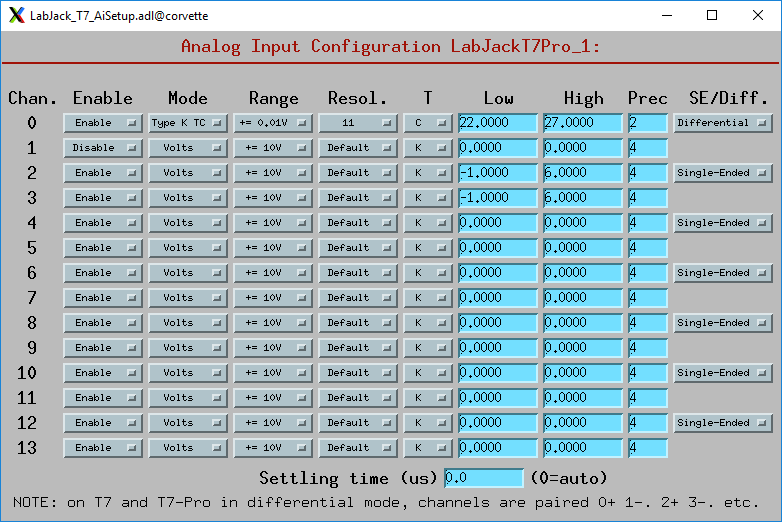 LabJack_T7_AiSetup.adl@corvette
Analog Input Configuration LabJackT7Pro_1:
Chan. Enable Mode Range Resol. T Low High Prec SE/Diff.
0 Enable Type K TC += 0.01V 11 C 22.0000 27.0000 2 Differential
1 Disable Volts += 10V Default K 0.0000 0.0000 4
2 Enable Volts += 10V Default K -1.0000 6.0000 4 Single-Ended
3 Enable Volts += 10V Default K -1.0000 6.0000 4
4 Enable Volts += 10V Default K 0.0000 0.0000 4 Single-Ended
5 Enable Volts += 10V Default K 0.0000 0.0000 4
6 Enable Volts += 10V Default K 0.0000 0.0000 4 Single-Ended
7 Enable Volts += 10V Default K 0.0000 0.0000 4
8 Enable Volts += 10V Default K 0.0000 0.0000 4 Single-Ended
9 Enable Volts += 10V Default K 0.0000 0.0000 4
10 Enable Volts += 10V Default K 0.0000 0.0000 4 Single-Ended
11 Enable Volts += 10V Default K 0.0000 0.0000 4
12 Enable Volts += 10V Default K 0.0000 0.0000 4 Single-Ended
13 Enable Volts += 10V Default K 0.0000 0.0000 4
Settling time (us) 0.0 (0=auto)
NOTE: on T7 and T7-Pro in differential mode, channels are paired 0+ 1-. 2+ 3-. etc.